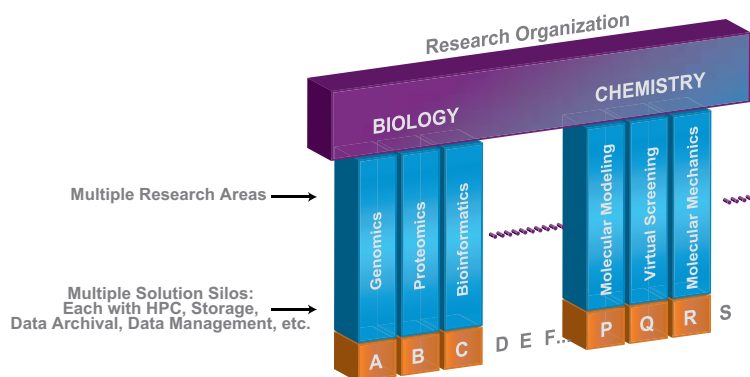 Research Organization
BIOLOGY
CHEMISTRY
Multiple Research Areas
Genomics
Proteomics
Bioinformatics
Molecular Modeling
Virtual Screening
Molecular Mechanics
Multiple Solution Silos:
Each with HPC, Storage,
Data Archival, Data Management, etc.
A B C D E F... P Q R S